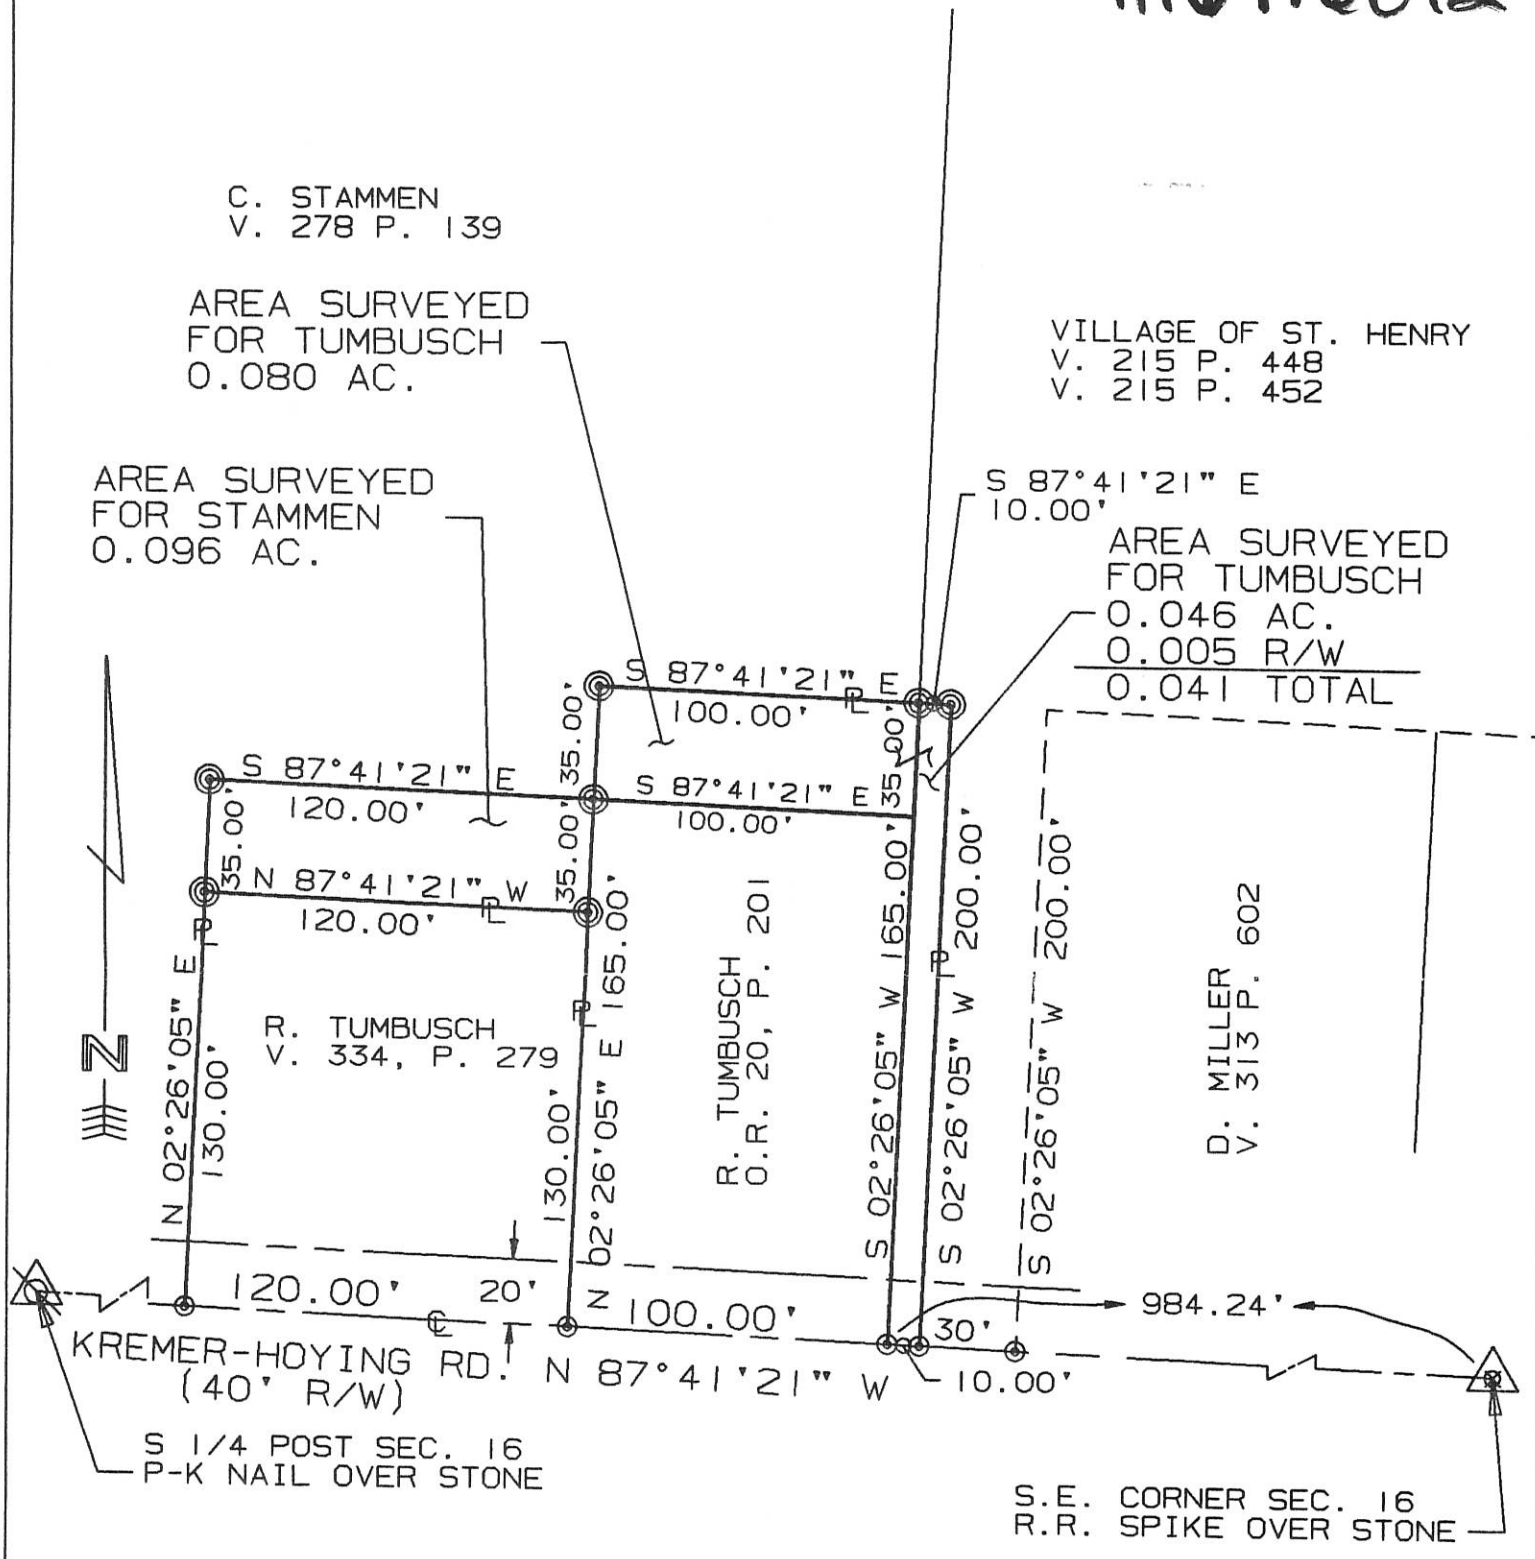 C. STAMMEN
V. 278 P. 139
AREA SURVEYED
FOR TUMBUSCH
0.080 AC.
VILLAGE OF ST. HENRY
V. 215 P. 448
V. 215 P. 452
AREA SURVEYED
FOR STAMMEN
0.096 AC.
S 87°41'21" E
10.00'
AREA SURVEYED
FOR TUMBUSCH
0.046 AC.
0.005 R/W
0.041 TOTAL
S 87°41'21" E
100.00'
35.00'
35.00'
S 87°41'21" E
120.00'
S 87°41'21" E
100.00'
35.00'
35.00'
N 87°41'21" W
120.00'
N 02°26'05" E
130.00'
R. TUMBUSCH
V. 334, P. 279
130.00'
N 02°26'05" E 165.00'
R. TUMBUSCH
O.R. 20, P. 201
S 02°26'05" W 165.00'
S 02°26'05" W 200.00'
S 02°26'05" W 200.00'
D. MILLER
V. 313 P. 602
N
120.00'
20'
100.00'
30'
984.24'
KREMER-HOYING RD.
(40' R/W)
N 87°41'21" W
10.00'
S 1/4 POST SEC. 16
P-K NAIL OVER STONE
S.E. CORNER SEC. 16
R.R. SPIKE OVER STONE